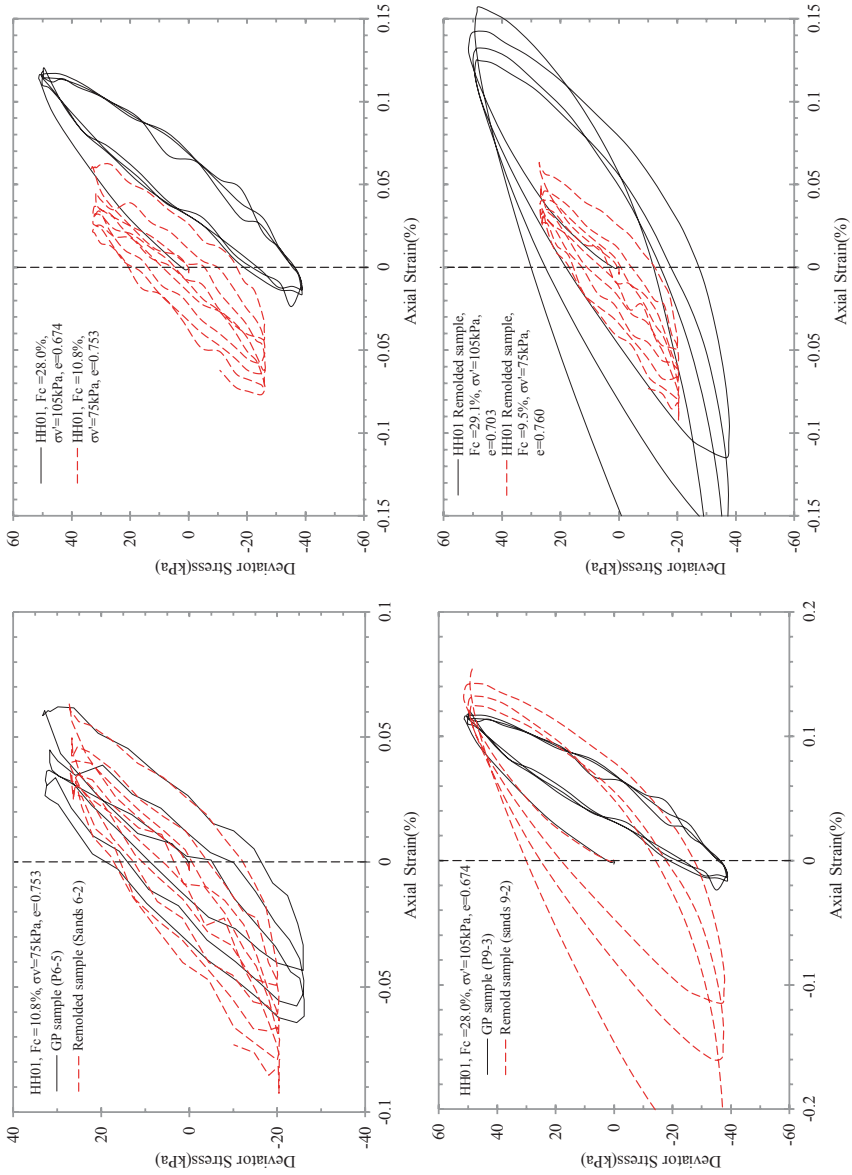 40
20
0
-20
-40
Deviator Stress(kPa)
HH01, Fc =10.8%, σv'=75kPa, e=0.753
GP sample (P6-5)
Remolded sample (Sands 6-2)
-0.1
-0.05
0
0.05
0.1
Axial Strain(%)
60
40
20
0
-20
-40
-60
Deviator Stress(kPa)
HH01, Fc =28.0%,
σv'=105kPa, e=0.674
HH01, Fc =10.8%,
σv'=75kPa, e=0.753
-0.15
-0.1
-0.05
0
0.05
0.1
0.15
Axial Strain(%)
60
40
20
0
-20
-40
-60
Deviator Stress(kPa)
HH01, Fc =28.0%, σv'=105kPa, e=0.674
GP sample (P9-3)
Remold sample (sands 9-2)
-0.2
-0.1
0
0.1
0.2
Axial Strain(%)
60
40
20
0
-20
-40
-60
Deviator Stress(kPa)
HH01 Remolded sample,
Fc =29.1%, σv'=105kPa,
e=0.703
HH01 Remolded sample,
Fc =9.5%, σv'=75kPa,
e=0.760
-0.15
-0.1
-0.05
0
0.05
0.1
0.15
Axial Strain(%)